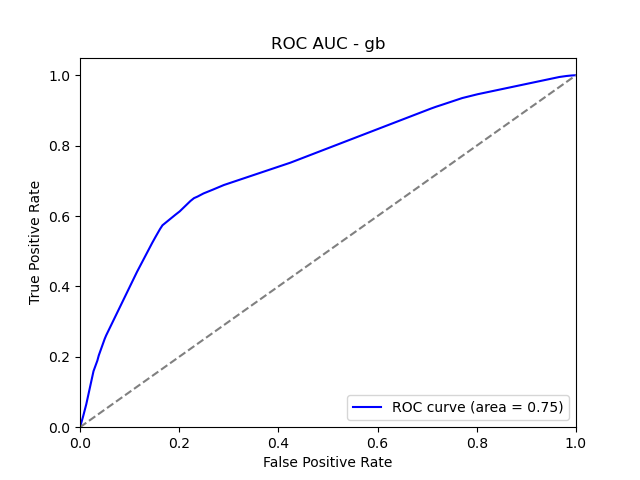 ROC AUC - gb
True Positive Rate
1.0
0.8
0.6
0.4
0.2
0.0
ROC curve (area = 0.75)
0.0 0.2 0.4 0.6 0.8 1.0
False Positive Rate